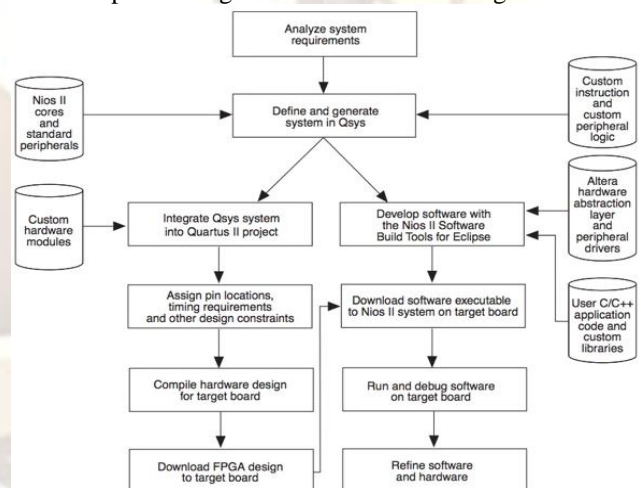 Analyze system
requirements
Nios II
cores
and
standard
peripherals
Define and generate
system in Qsys
Custom
instruction
and
custom
peripheral
logic
Custom
hardware
modules
Integrate Qsys system
into Quartus II project
Develop software with
the Nios II Software
Build Tools for Eclipse
Altera
hardware
abstraction
layer
and
peripheral
drivers
Assign pin locations,
timing requirements
and other design constraints
Download software executable
to Nios II system on target board
User C/C++
application
code and
custom
libraries
Compile hardware design
for target board
Run and debug software
on target board
Download FPGA design
to target board
Refine software
and hardware